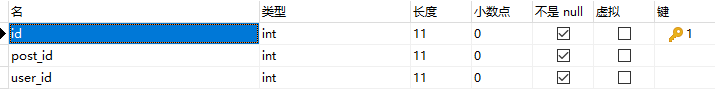 名 类型 长度 小数点 不是 null 虚拟 键
id int 11 0 1
post_id int 11 0
user_id int 11 0